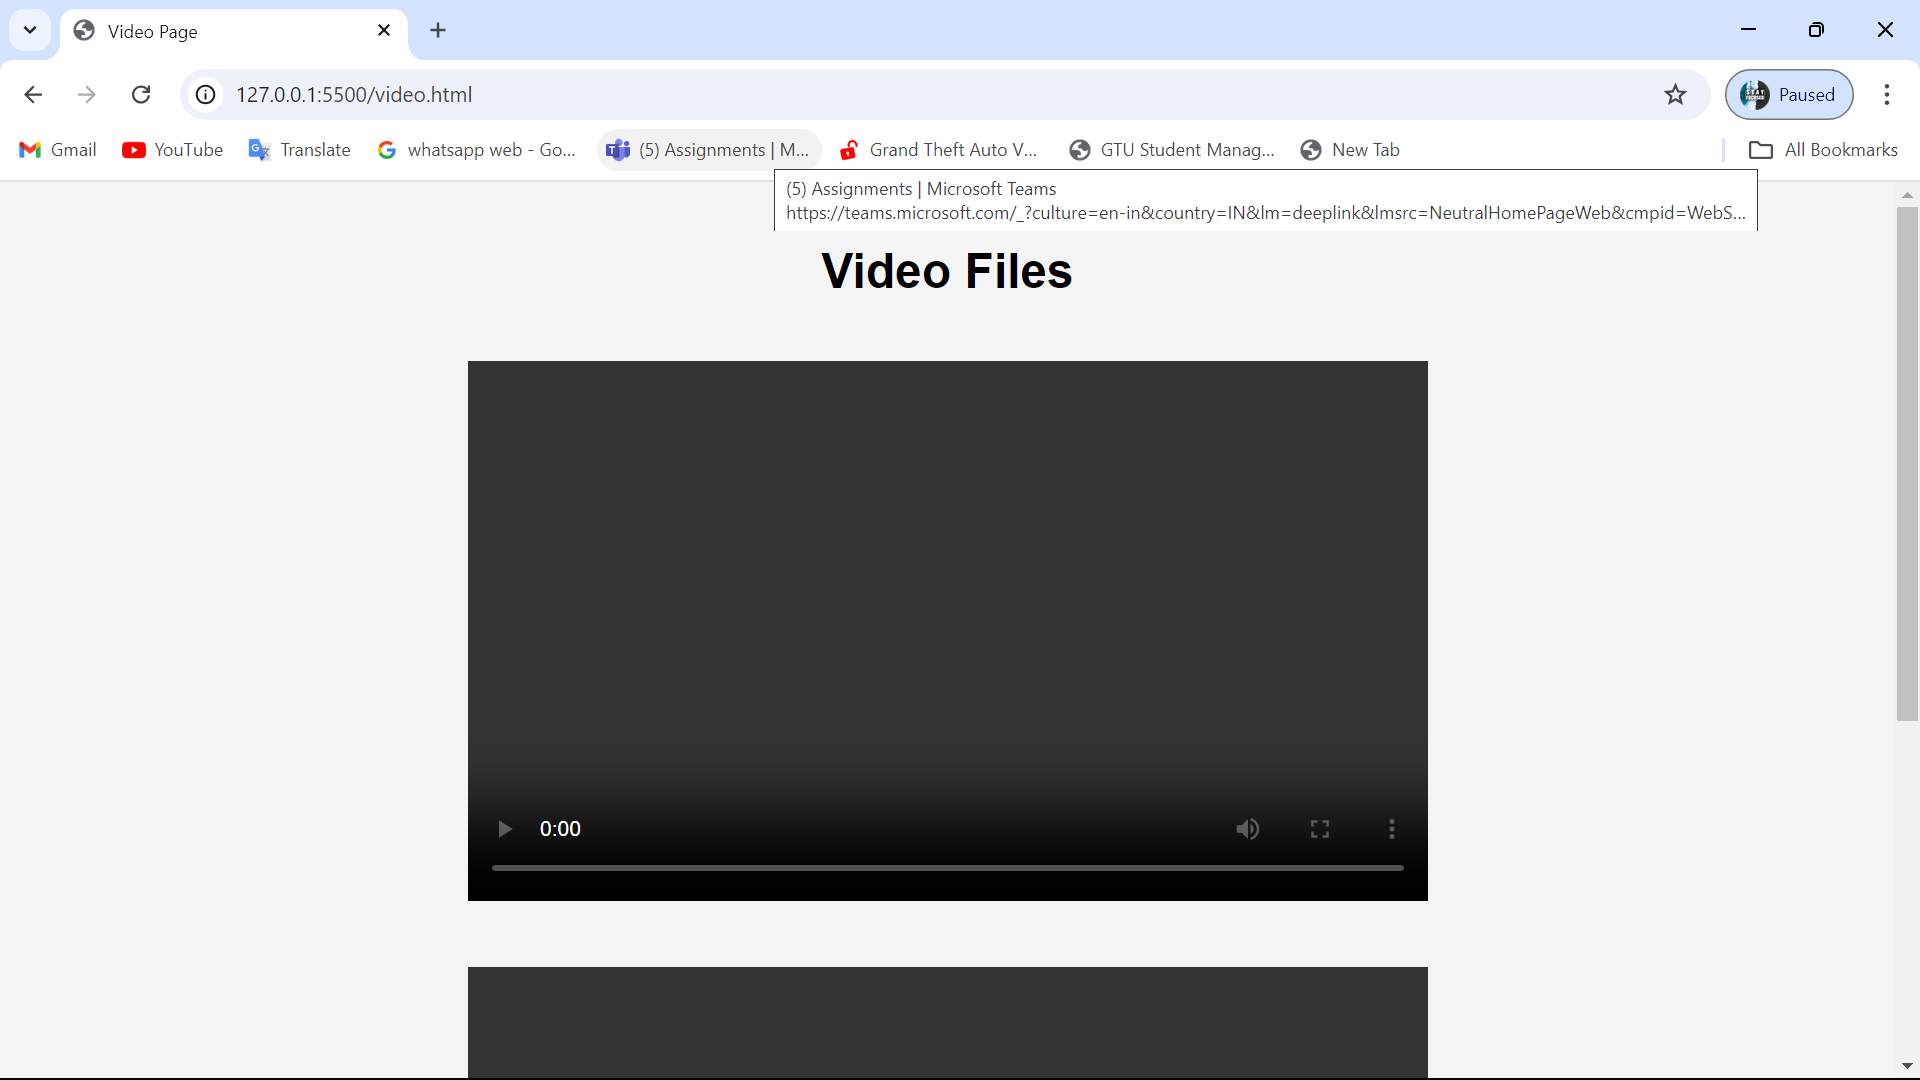 Video Page
127.0.0.1:5500/video.html
Paused
Gmail
YouTube
Translate
whatsapp web - Go...
(5) Assignments | M...
Grand Theft Auto V...
GTU Student Manag...
New Tab
All Bookmarks
(5) Assignments | Microsoft Teams
https://teams.microsoft.com/_?culture=en-in&country=IN&lm=deeplink&lmsrc=NeutralHomePageWeb&cmpid=WebS...
Video Files
0:00